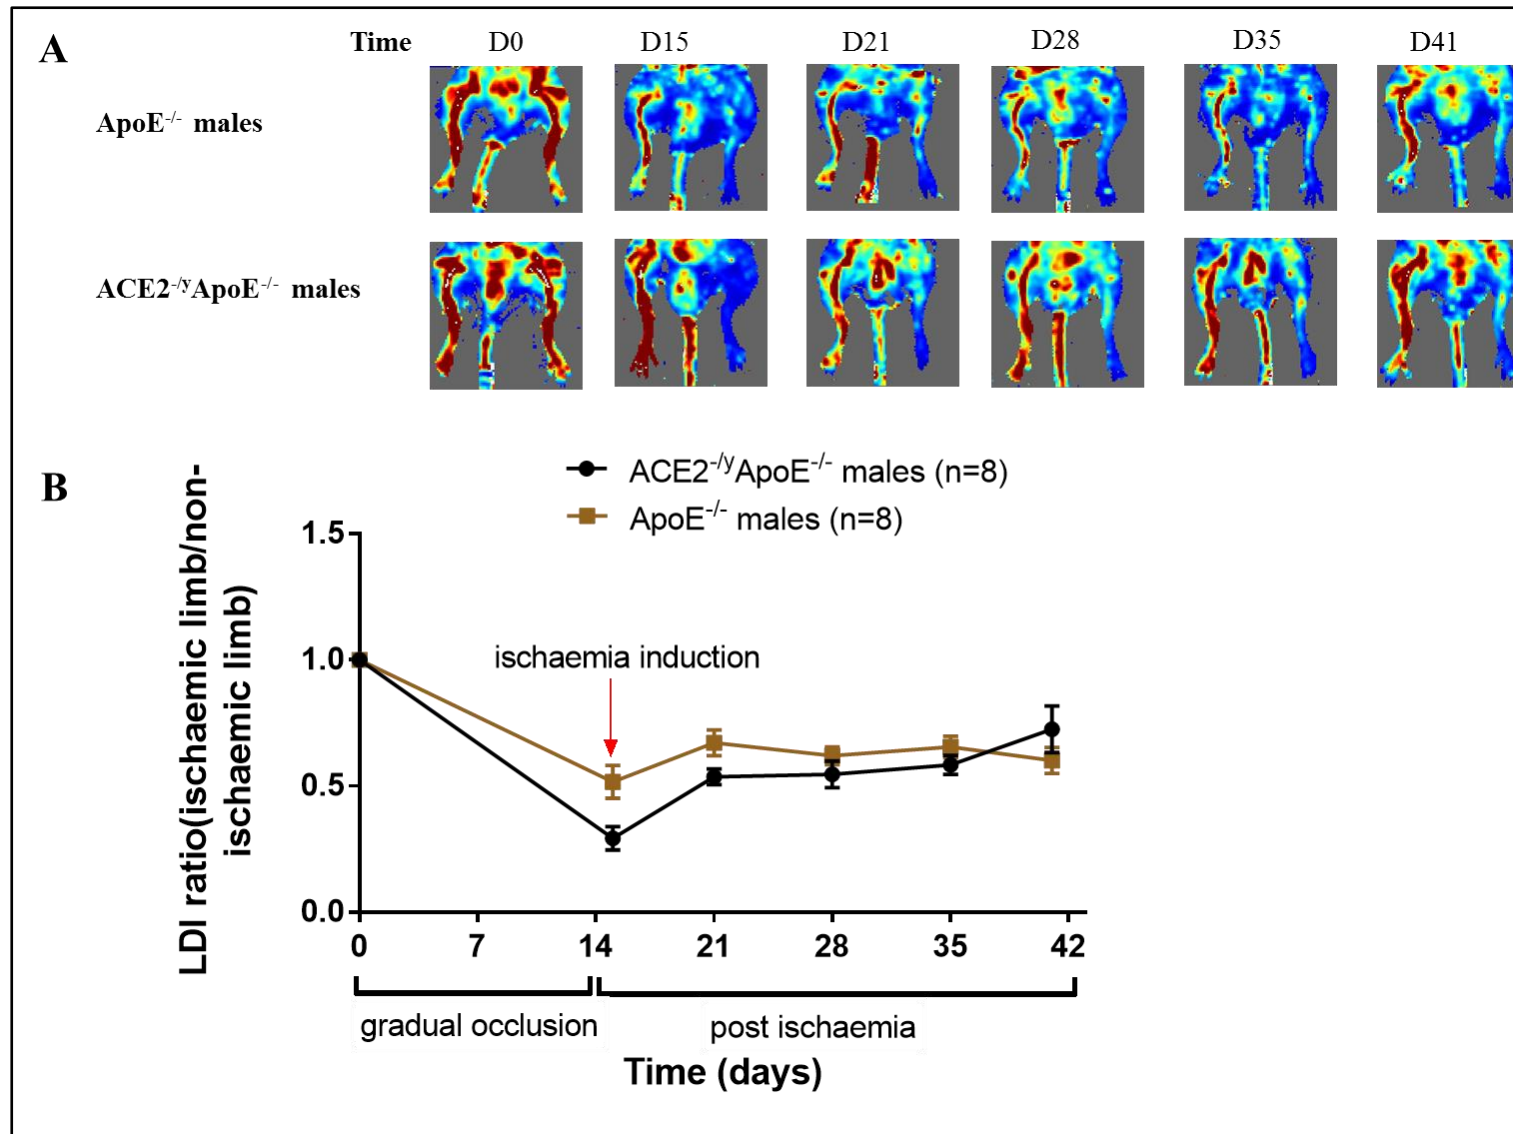 A
Time D0 D15 D21 D28 D35 D41
ApoE-/- males
ACE2-/yApoE-/- males
B
ACE2-/yApoE-/- males (n=8)
ApoE-/- males (n=8)
LDI ratio(ischaemic limb/non-
ischaemic limb)
1.5
1.0
0.5
0.0
ischaemia induction
0 7 14 21 28 35 42
gradual occlusion post ischaemia
Time (days)